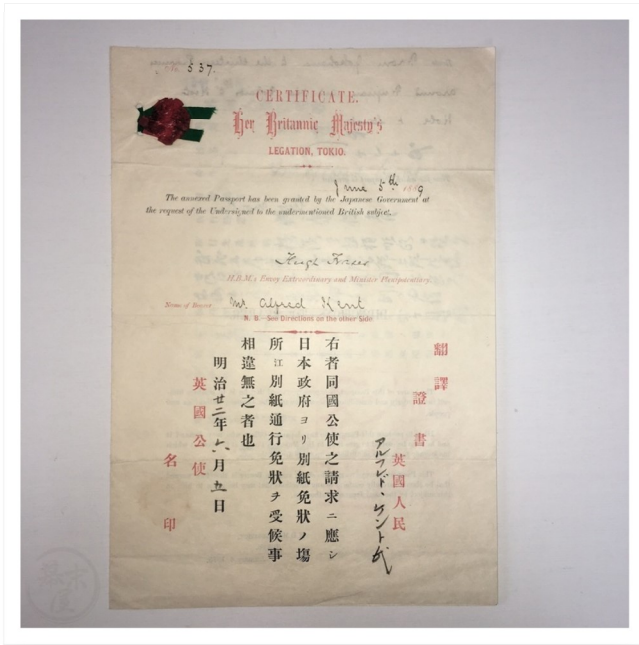 No. 537.
CERTIFICATE.
Her Britannic Majesty's
LEGATION, TOKIO.
June 5th 1889
The annexed Passport has been granted by the Japanese Government at
the request of the Undersigned to the undermentioned British subject.
Hugh Fraser
H.B.M.'s Envoy Extraordinary and Minister Plenipotentiary.
Name of Bearer Mr. Alfred Kent
N. B.—See Directions on the other Side
飜譯
證書
英國人民
アルフレド・ケント氏
右者同國公使之請求ニ應シ
日本政府ヨリ別紙免狀ノ塲
所江別紙通行免狀ヲ受候事
相違無之者也
明治廿二年六月五日
英國公使
名印